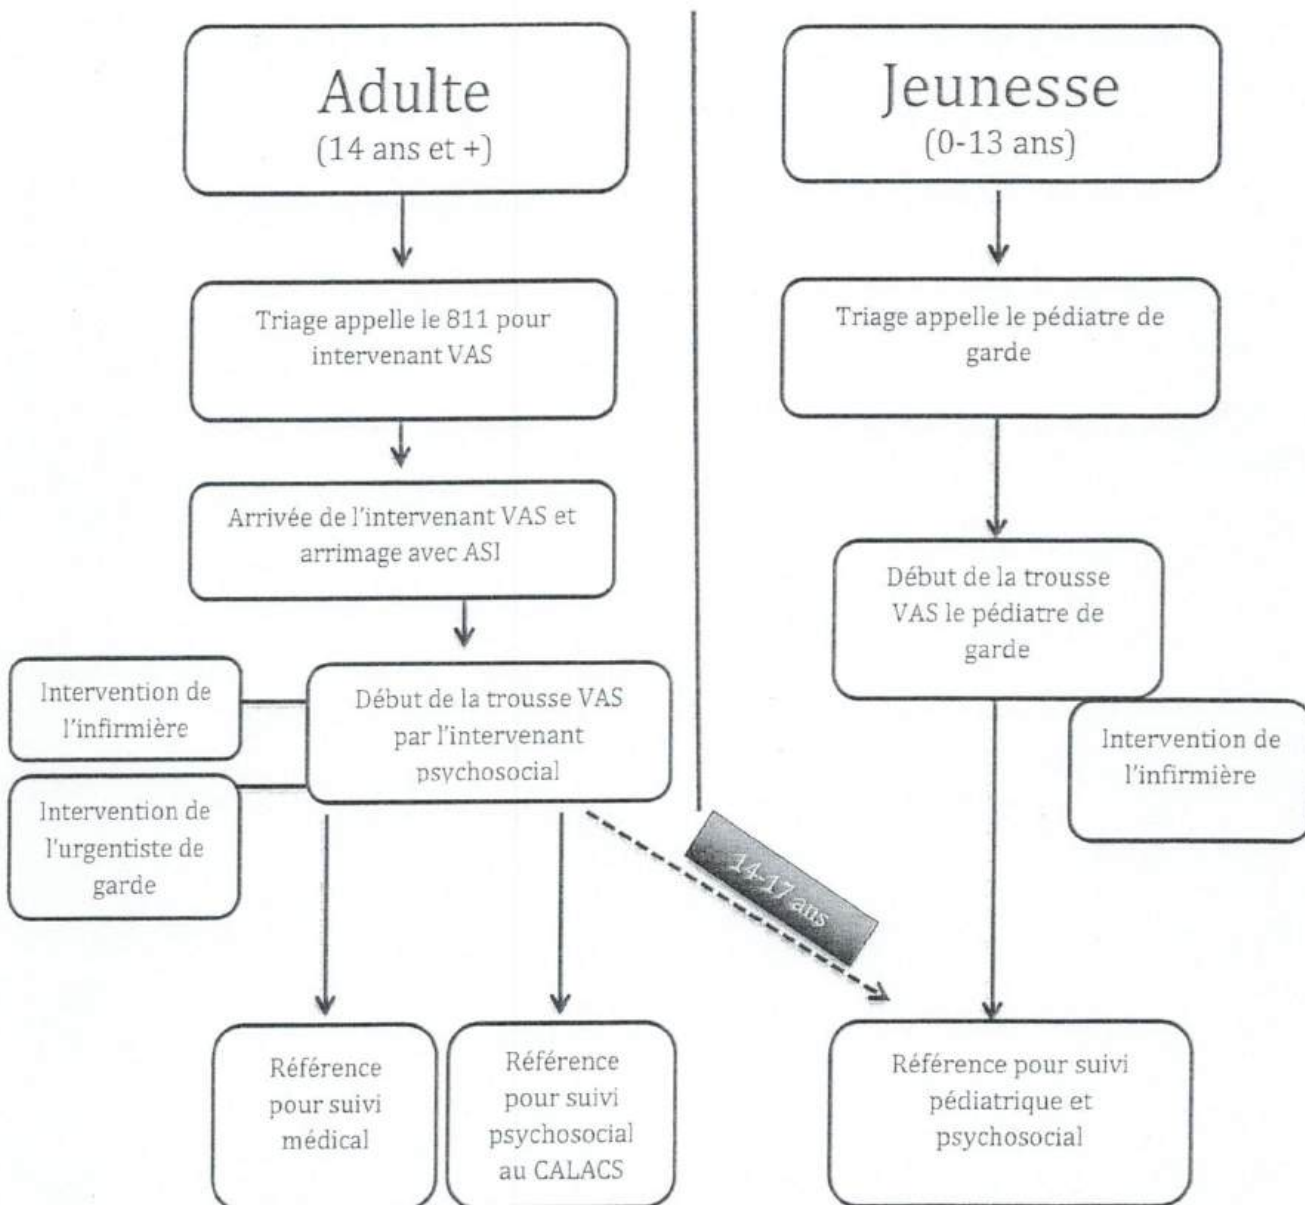 Adulte
(14 ans et +)
Triage appelle le 811 pour
intervenant VAS
Arrivée de l'intervenant VAS et
arrimage avec ASI
Intervention de
l'infirmière
Début de la trousse VAS
par l'intervenant
psychosocial
Intervention de
l'urgentiste de
garde
Référence
pour suivi
médical
Référence
pour suivi
psychosocial
au CALACS
Jeunesse
(0-13 ans)
Triage appelle le pédiatre de
garde
Début de la trousse
VAS le pédiatre de
garde
Intervention de
l'infirmière
14-17 ans
Référence pour suivi
pédiatrique et
psychosocial